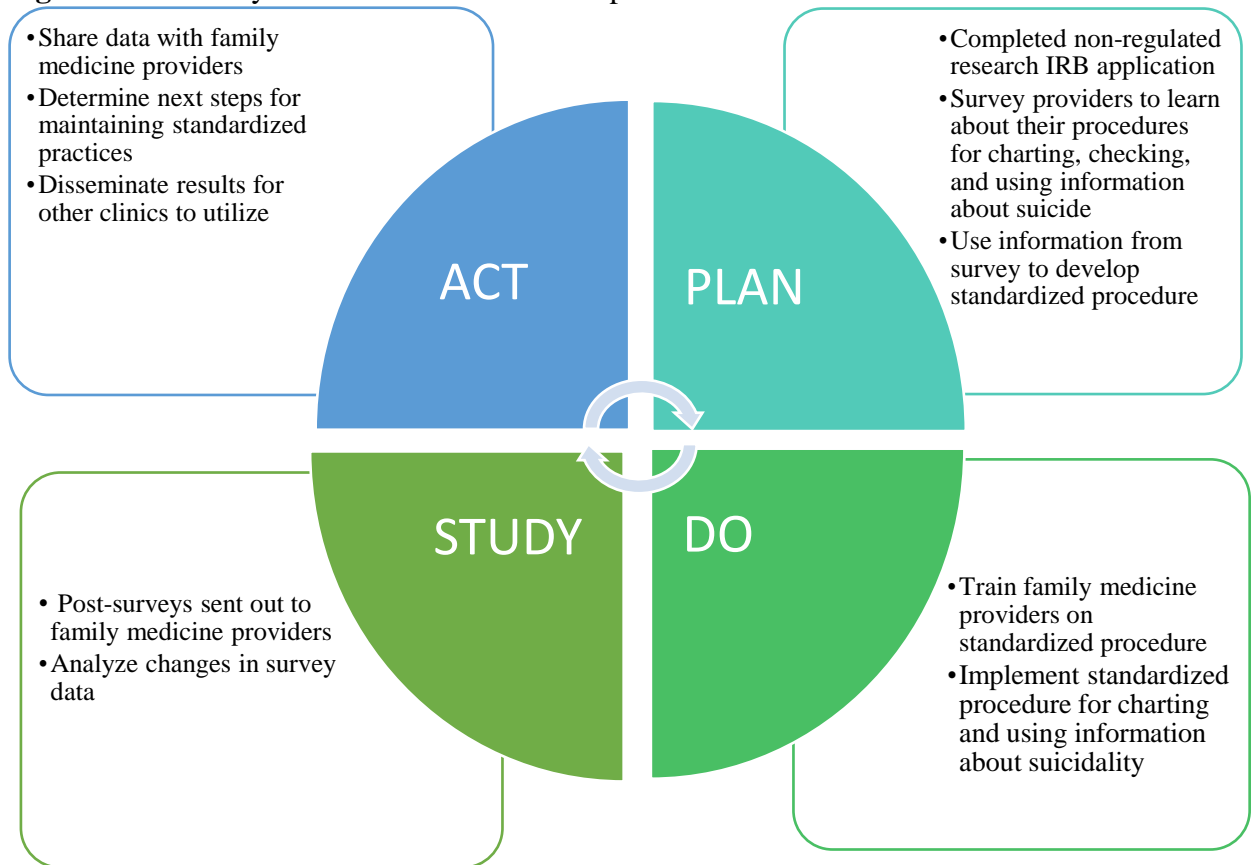 •Share data with family
medicine providers
•Determine next steps for
maintaining standardized
practices
•Disseminate results for
other clinics to utilize
•Completed non-regulated
research IRB application
•Survey providers to learn
about their procedures
for charting, checking,
and using information
about suicide
•Use information from
survey to develop
standardized procedure
ACT
PLAN
STUDY
DO
• Post-surveys sent out to
family medicine providers
•Analyze changes in survey
data
•Train family medicine
providers on
standardized procedure
•Implement standardized
procedure for charting
and using information
about suicidality